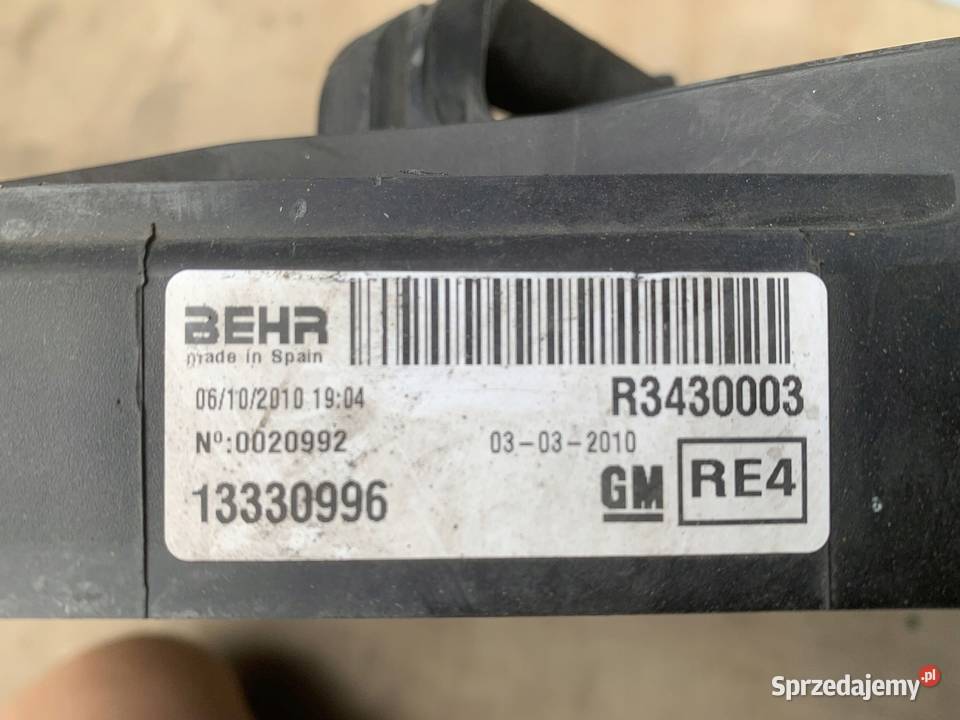 BEHR
made in Spain
06/10/2010 19:04
R3430003
Nº:0020992
03-03-2010
13330996
GM
RE4
Sprzedajemy.pl